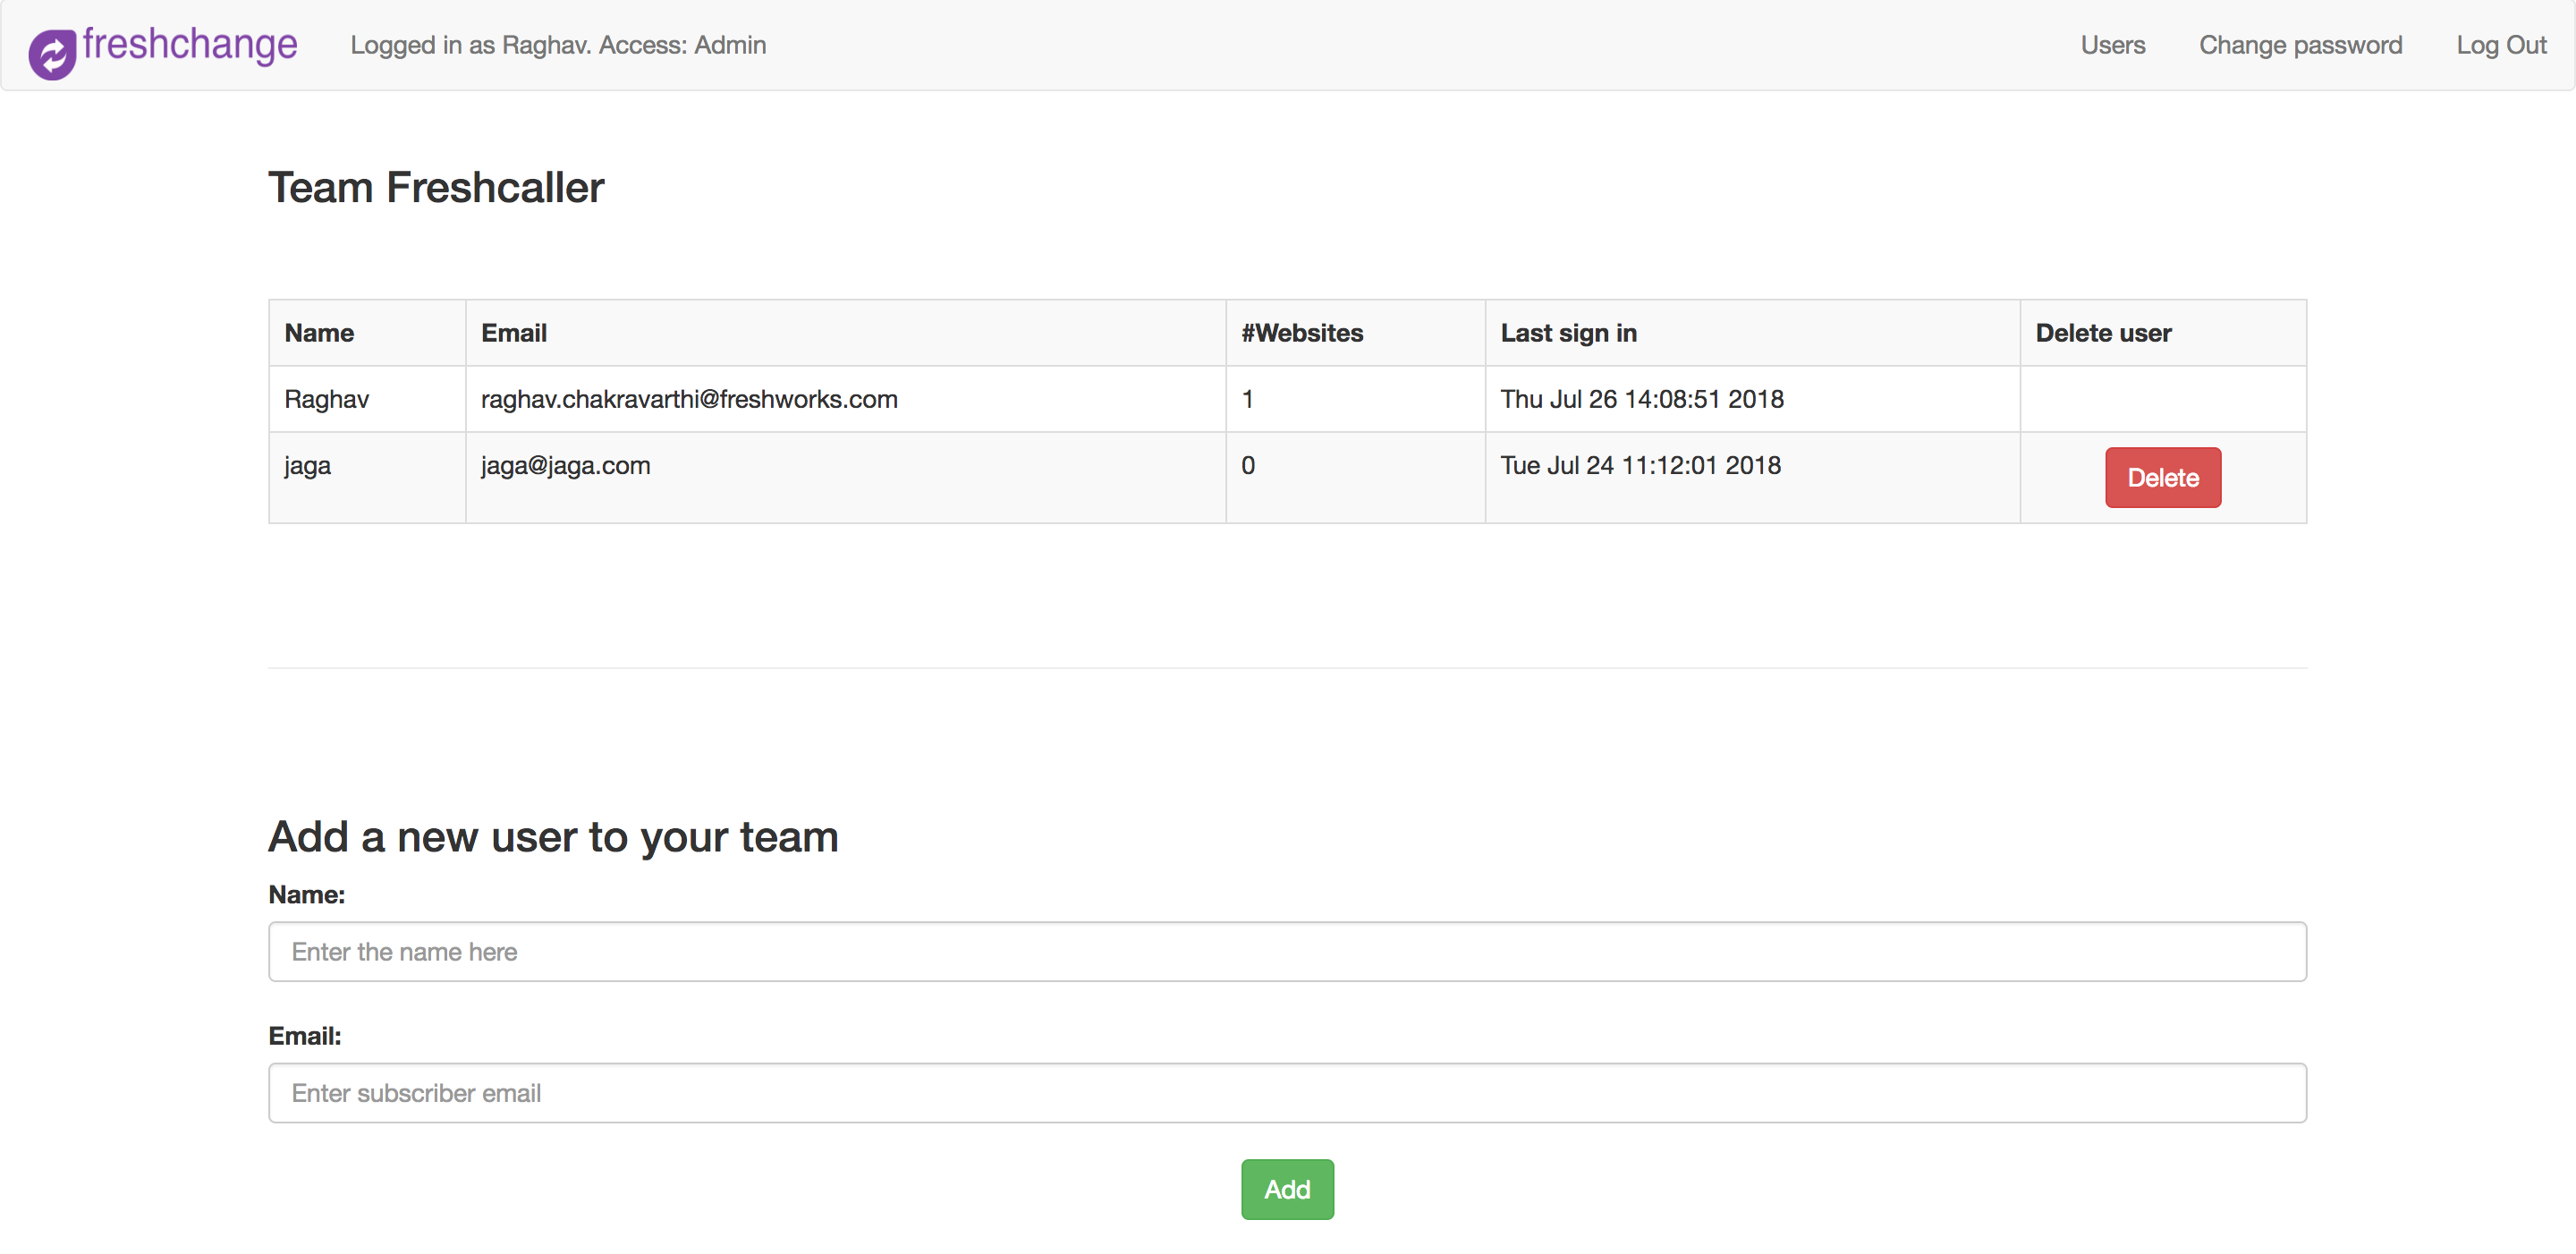 freshchange Logged in as Raghav. Access: Admin Users Change password Log Out
Team Freshcaller
Name Email #Websites Last sign in Delete user
Raghav raghav.chakravarthi@freshworks.com 1 Thu Jul 26 14:08:51 2018
jaga jaga@jaga.com 0 Tue Jul 24 11:12:01 2018 Delete
Add a new user to your team
Name:
Enter the name here
Email:
Enter subscriber email
Add